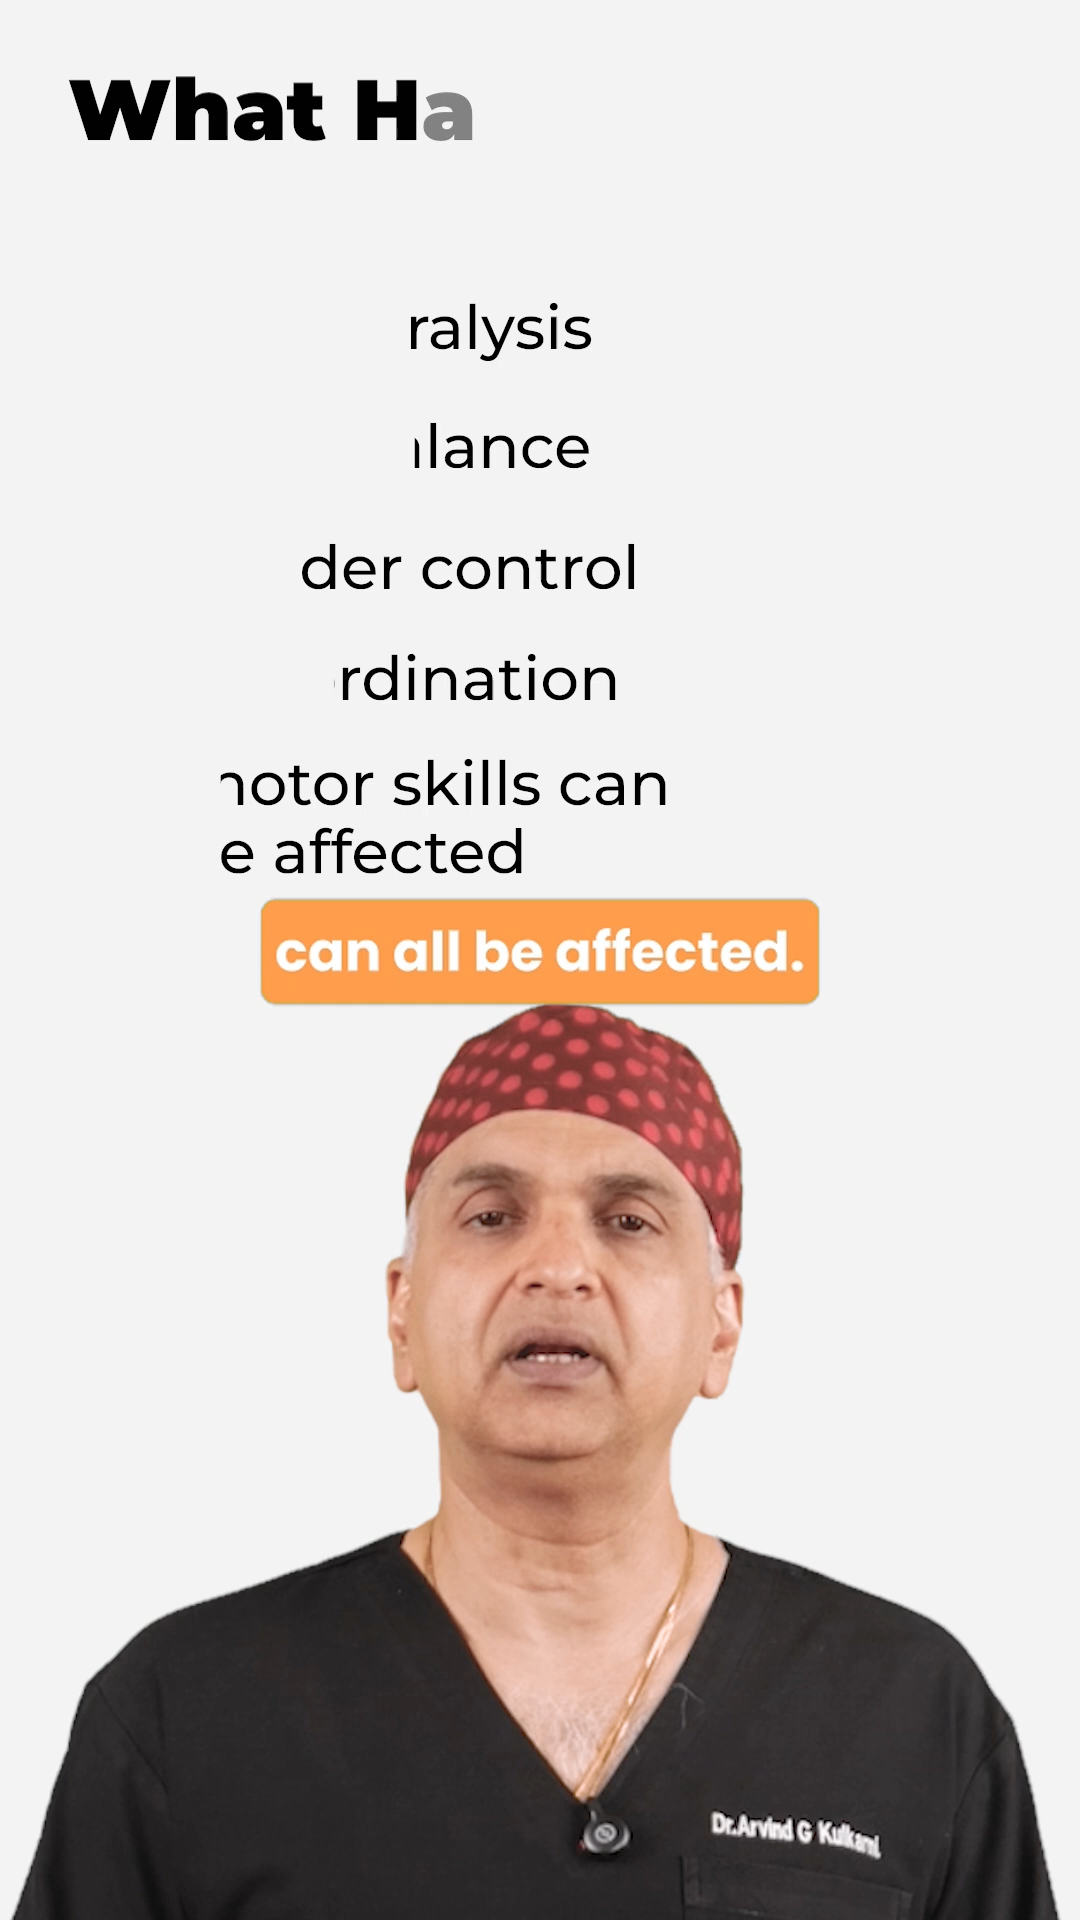 What Ha
ralysis
lance
der control
rdination
notor skills can
e affected
can all be affected.
Dr.Arvind G Kulkarni.